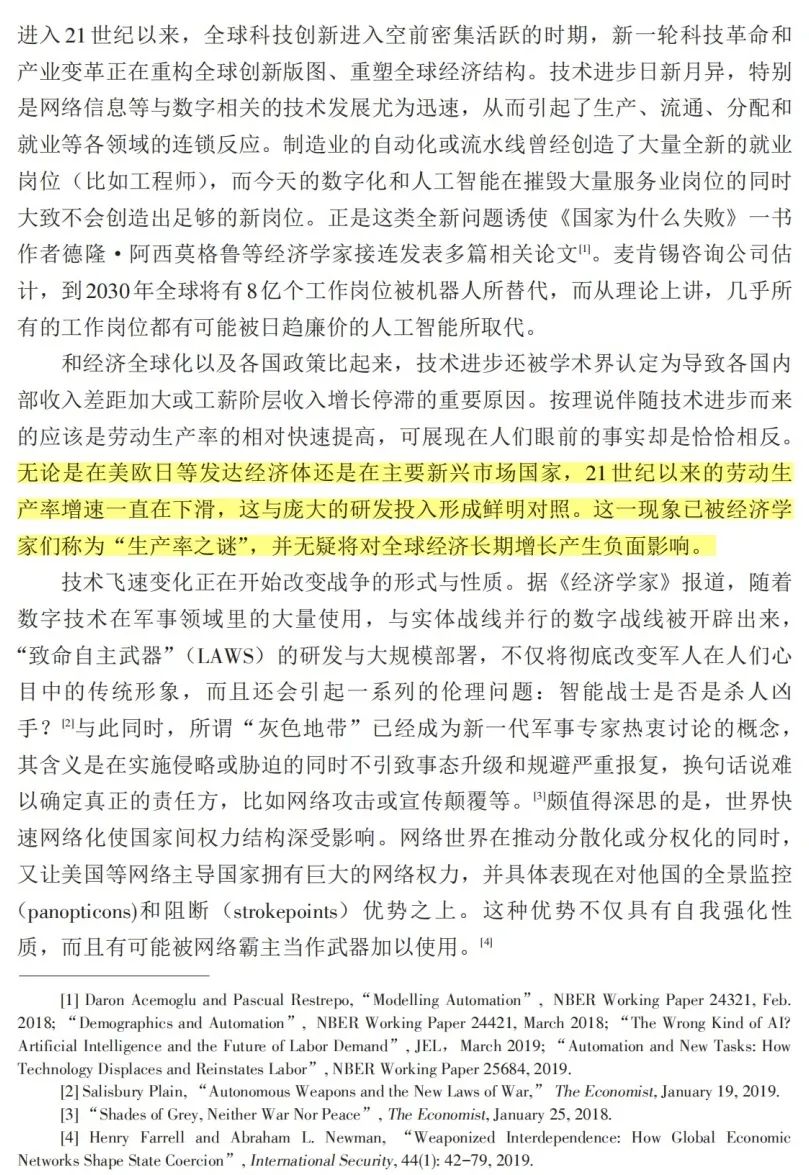 进入21世纪以来，全球科技创新进入空前密集活跃的时期，新一轮科技革命和
产业变革正在重构全球创新版图、重塑全球经济结构。技术进步日新月异，特别
是网络信息等与数字相关的技术发展尤为迅速，从而引起了生产、流通、分配和
就业等各领域的连锁反应。制造业的自动化或流水线曾经创造了大量全新的就业
岗位（比如工程师），而今天的数字化和人工智能在摧毁大量服务业岗位的同时
大致不会创造出足够的新岗位。正是这类全新问题诱使《国家为什么失败》一书
作者德隆·阿西莫格鲁等经济学家接连发表多篇相关论文[1]。麦肯锡咨询公司估
计，到2030年全球将有8亿个工作岗位被机器人所替代，而从理论上讲，几乎所
有的工作岗位都有可能被日趋廉价的人工智能所取代。
和经济全球化以及各国政策比起来，技术进步还被学术界认定为导致各国内
部收入差距加大或工薪阶层收入增长停滞的重要原因。按理说伴随技术进步而来
的应该是劳动生产率的相对快速提高，可展现在人们眼前的事实却是恰恰相反。
无论是在美欧日等发达经济体还是在主要新兴市场国家，21世纪以来的劳动生
产率增速一直在下滑，这与庞大的研发投入形成鲜明对照。这一现象已被经济学
家们称为“生产率之谜”，并无疑将对全球经济长期增长产生负面影响。
技术飞速变化正在开始改变战争的形式与性质。据《经济学家》报道，随着
数字技术在军事领域里的大量使用，与实体战线并行的数字战线被开辟出来，
“致命自主武器”（LAWS）的研发与大规模部署，不仅将彻底改变军人在人们心
目中的传统形象，而且还会引起一系列的伦理问题：智能战士是否是杀人凶
手？[2]与此同时，所谓“灰色地带”已经成为新一代军事专家热衷讨论的概念，
其含义是在实施侵略或胁迫的同时不引致事态升级和规避严重报复，换句话说难
以确定真正的责任方，比如网络攻击或宣传颠覆等。[3]颇值得深思的是，世界快
速网络化使国家间权力结构深受影响。网络世界在推动分散化或分权化的同时，
又让美国等网络主导国家拥有巨大的网络权力，并具体表现在对他国的全景监控
（panopticons)和阻断（strokepoints）优势之上。这种优势不仅具有自我强化性
质，而且有可能被网络霸主当作武器加以使用。[4]
[1] Daron Acemoglu and Pascual Restrepo, “Modelling Automation”, NBER Working Paper 24321, Feb.
2018; “Demographics and Automation”, NBER Working Paper 24421, March 2018; “The Wrong Kind of AI?
Artificial Intelligence and the Future of Labor Demand”, JEL, March 2019; “Automation and New Tasks: How
Technology Displaces and Reinstates Labor”, NBER Working Paper 25684, 2019.
[2] Salisbury Plain, “Autonomous Weapons and the New Laws of War,” The Economist, January 19, 2019.
[3] “Shades of Grey, Neither War Nor Peace”, The Economist, January 25, 2018.
[4] Henry Farrell and Abraham L. Newman, “Weaponized Interdependence: How Global Economic
Networks Shape State Coercion”, International Security, 44(1): 42-79, 2019.